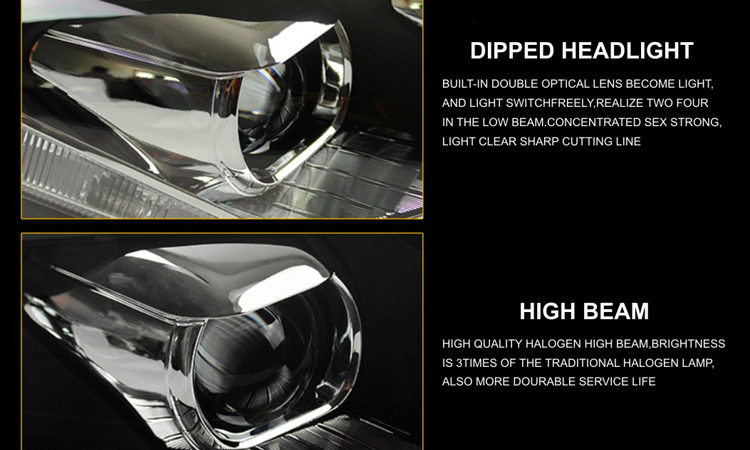 DIPPED HEADLIGHT
BUILT-IN DOUBLE OPTICAL LENS BECOME LIGHT,
AND LIGHT SWITCHFREELY,REALIZE TWO FOUR
IN THE LOW BEAM.CONCENTRATED SEX STRONG,
LIGHT CLEAR SHARP CUTTING LINE
HIGH BEAM
HIGH QUALITY HALOGEN HIGH BEAM,BRIGHTNESS
IS 3TIMES OF THE TRADITIONAL HALOGEN LAMP,
ALSO MORE DOURABLE SERVICE LIFE